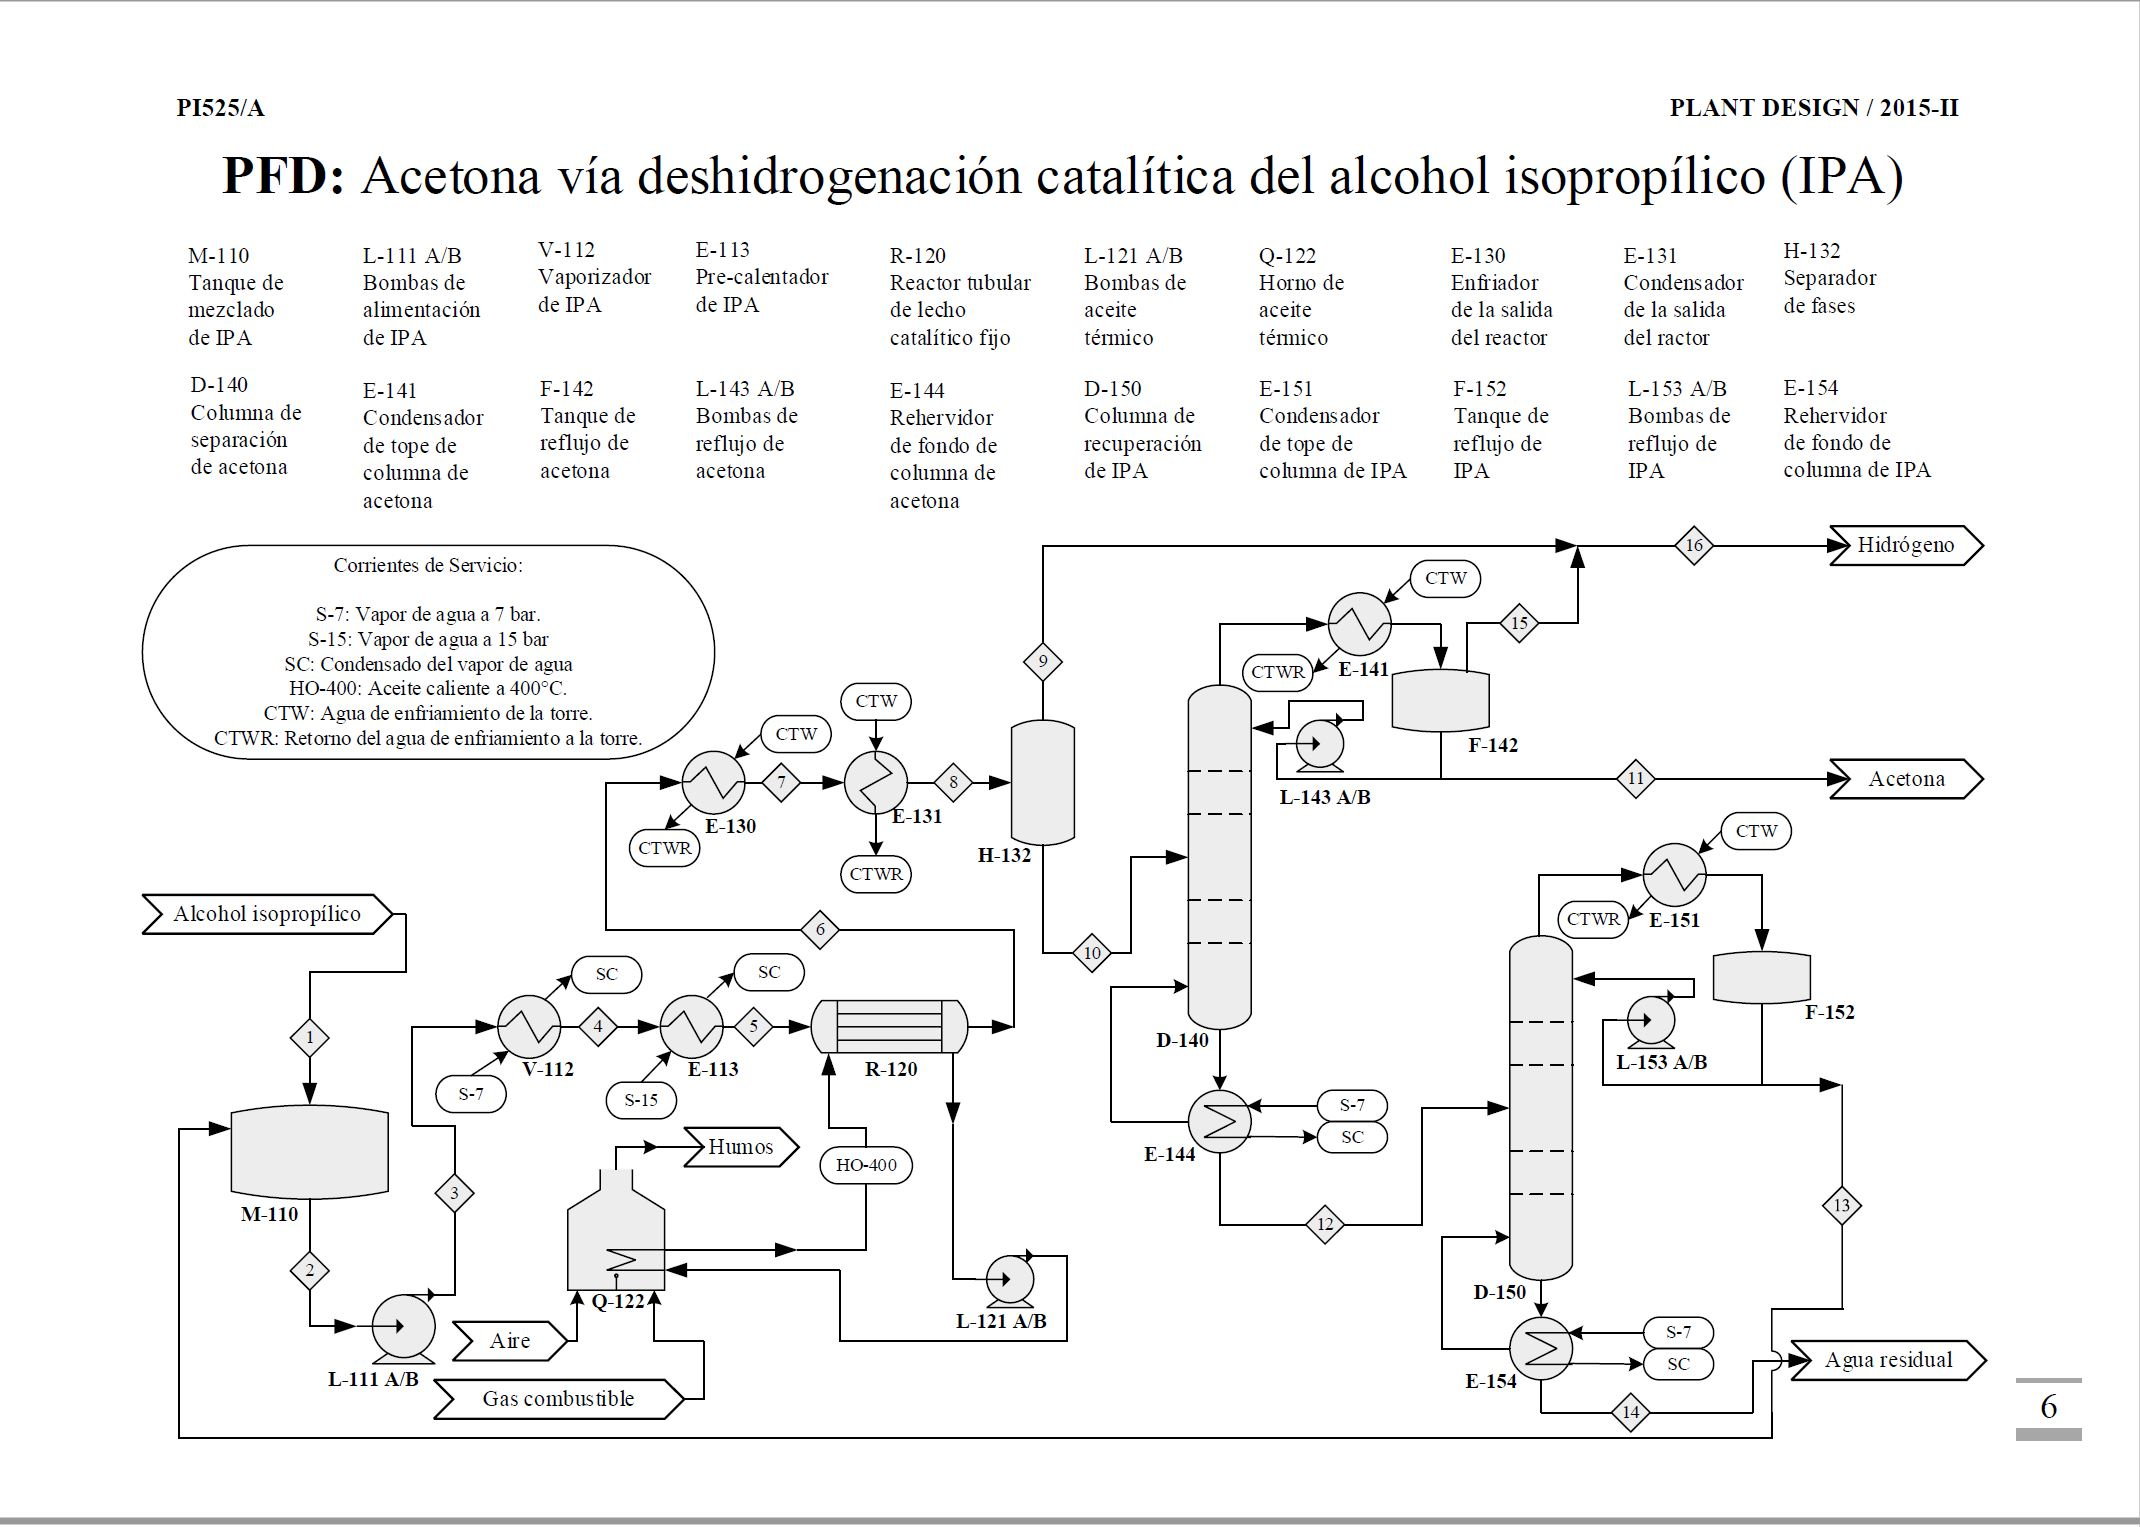 PI525/A
PLANT DESIGN / 2015-II
PFD: Acetona vía deshidrogenación catalítica del alcohol isopropílico (IPA)
M-110
Tanque de
mezclado
de IPA
L-111 A/B
Bombas de
alimentación
de IPA
V-112
Vaporizador
de IPA
E-113
Pre-calentador
de IPA
R-120
Reactor tubular
de lecho
catalítico fijo
L-121 A/B
Bombas de
aceite
térmico
Q-122
Horno de
aceite
térmico
E-130
Enfriador
de la salida
del reactor
E-131
Condensador
de la salida
del ractor
H-132
Separador
de fases
D-140
Columna de
separación
de acetona
E-141
Condensador
de tope de
columna de
acetona
F-142
Tanque de
reflujo de
acetona
L-143 A/B
Bombas de
reflujo de
acetona
E-144
Rehervidor
de fondo de
columna de
acetona
D-150
Columna de
recuperación
de IPA
E-151
Condensador
de tope de
columna de IPA
F-152
Tanque de
reflujo de
IPA
L-153 A/B
Bombas de
reflujo de
IPA
E-154
Rehervidor
de fondo de
columna de IPA
Corrientes de Servicio:
S-7: Vapor de agua a 7 bar.
S-15: Vapor de agua a 15 bar
SC: Condensado del vapor de agua
HO-400: Aceite caliente a 400°C.
CTW: Agua de enfriamiento de la torre.
CTWR: Retorno del agua de enfriamiento a la torre.
16
Hidrógeno
CTW
15
9
CTWR
E-141
CTW
CTW
F-142
7
8
11
Acetona
L-143 A/B
E-130
E-131
CTWR
H-132
CTWR
CTW
Alcohol isopropílico
6
10
CTWR
E-151
SC
SC
1
4
5
F-152
D-140
L-153 A/B
V-112
E-113
R-120
S-7
S-15
S-7
SC
Humos
E-144
HO-400
3
M-110
12
13
2
Q-122
D-150
L-121 A/B
Aire
S-7
SC
Agua residual
L-111 A/B
E-154
Gas combustible
14
6